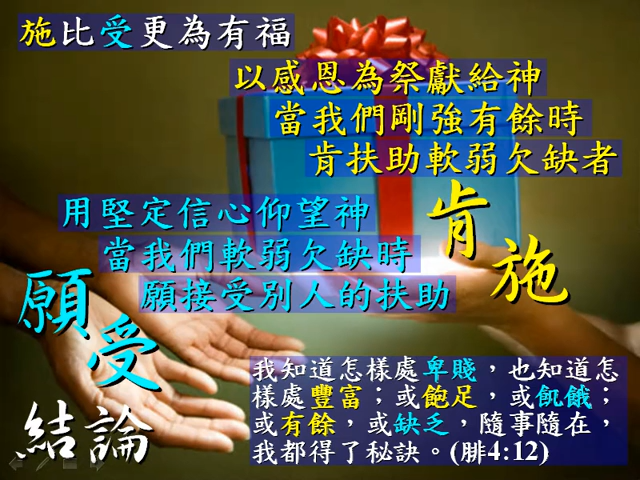 施比受更為有福
以感恩為祭獻給神
當我們剛強有餘時
肯扶助軟弱欠缺者
肯施
用堅定信心仰望神
當我們軟弱欠缺時
願接受別人的扶助
願受
結論
我知道怎樣處卑賤，也知道怎
樣處豐富；或飽足，或飢餓；
或有餘，或缺乏，隨事隨在，
我都得了秘訣。(腓4:12)